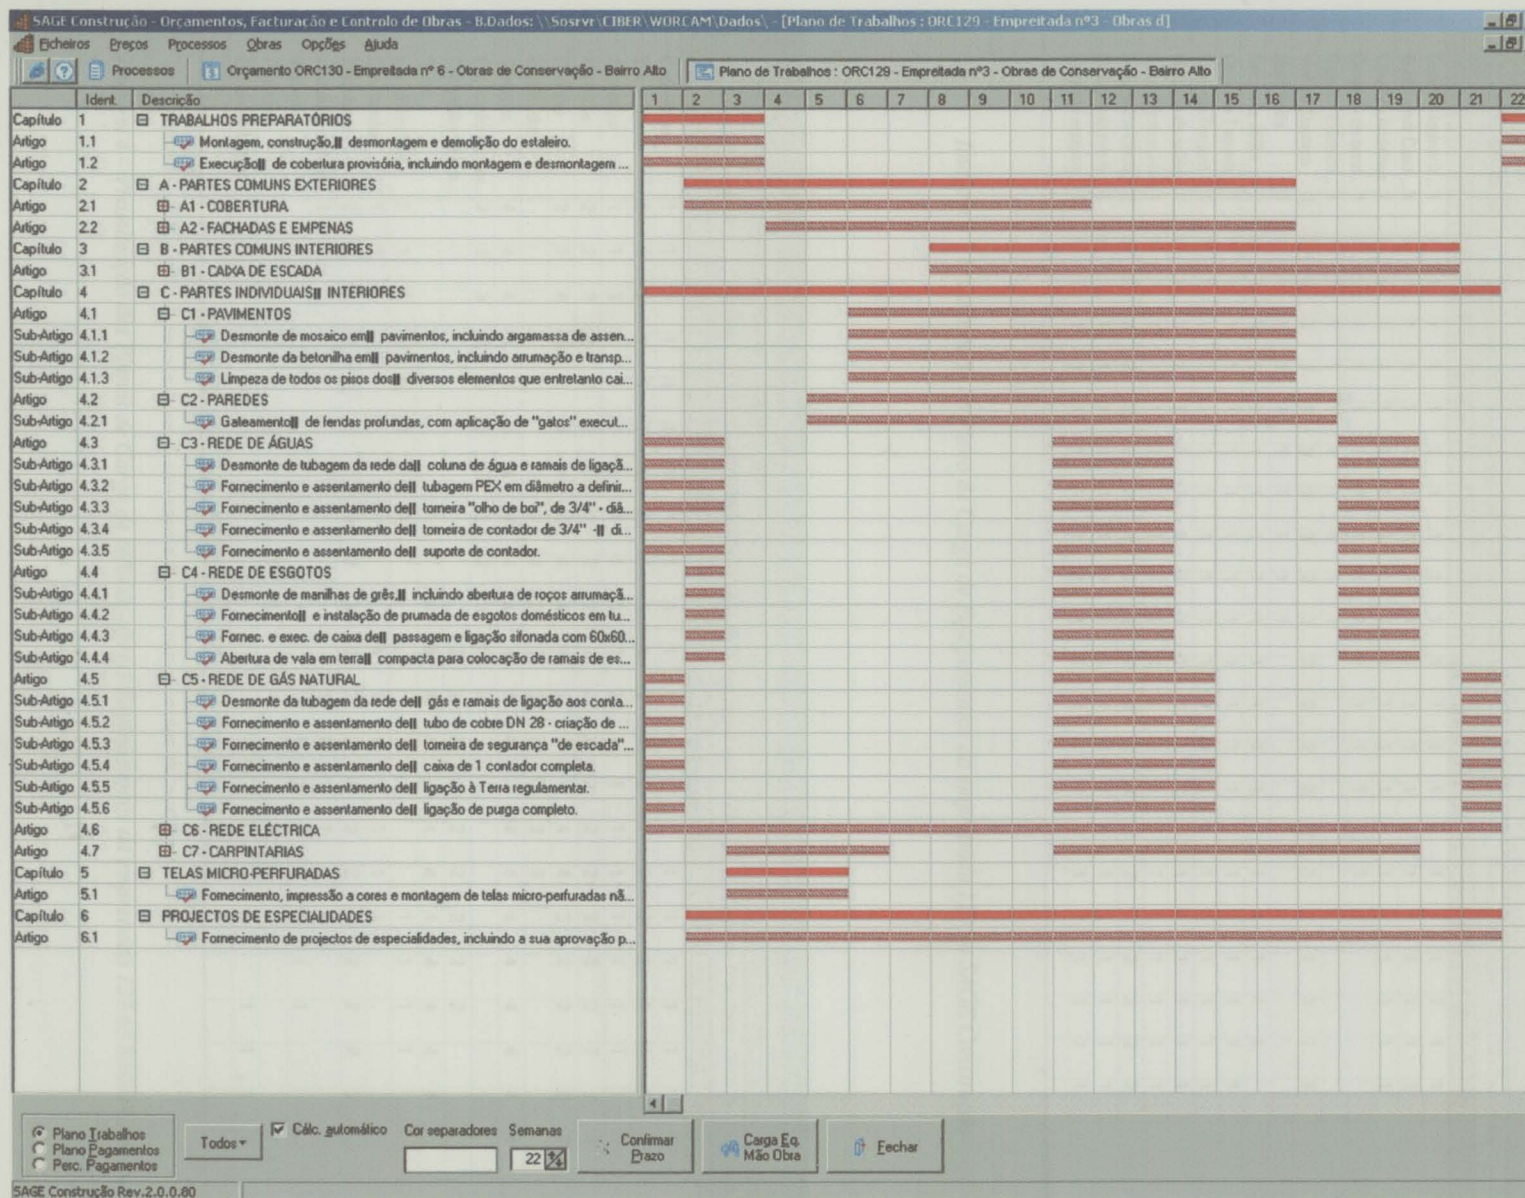 SAGE Construção - Orçamentos, Facturação e Controlo de Obras - B.Dados: \\Sosrvr\CIBER\WORCAM\Dados\ - [Plano de Trabalhos : ORC129 - Empreitada nº3 - Obras d]
Ficheiros Preços Processos Obras Opções Ajuda
Processos Orçamento ORC130 - Empreitada nº 6 - Obras de Conservação - Bairro Alto Plano de Trabalhos : ORC129 - Empreitada nº3 - Obras de Conservação - Bairro Alto
Ident. Descrição 1 2 3 4 5 6 7 8 9 10 11 12 13 14 15 16 17 18 19 20 21 22
Capítulo 1 TRABALHOS PREPARATÓRIOS
Artigo 1.1 Montagem, construção,|| desmontagem e demolição do estaleiro.
Artigo 1.2 Execução|| de cobertura provisória, incluindo montagem e desmontagem ...
Capítulo 2 A - PARTES COMUNS EXTERIORES
Artigo 2.1 A1 - COBERTURA
Artigo 2.2 A2 - FACHADAS E EMPENAS
Capítulo 3 B - PARTES COMUNS INTERIORES
Artigo 3.1 B1 - CAIXA DE ESCADA
Capítulo 4 C - PARTES INDIVIDUAIS|| INTERIORES
Artigo 4.1 C1 - PAVIMENTOS
Sub-Artigo 4.1.1 Desmonte de mosaico em|| pavimentos, incluindo argamassa de assen...
Sub-Artigo 4.1.2 Desmonte da betonilha em|| pavimentos, incluindo arrumação e transp...
Sub-Artigo 4.1.3 Limpeza de todos os pisos dos|| diversos elementos que entretanto cai...
Artigo 4.2 C2 - PAREDES
Sub-Artigo 4.2.1 Gateamento|| de fendas profundas, com aplicação de "gatos" execut...
Artigo 4.3 C3 - REDE DE ÁGUAS
Sub-Artigo 4.3.1 Desmonte de tubagem da rede da|| coluna de água e ramais de ligaçã...
Sub-Artigo 4.3.2 Fornecimento e assentamento de|| tubagem PEX em diâmetro a definir...
Sub-Artigo 4.3.3 Fornecimento e assentamento de|| torneira "olho de boi", de 3/4" - diâ...
Sub-Artigo 4.3.4 Fornecimento e assentamento de|| torneira de contador de 3/4" -|| di...
Sub-Artigo 4.3.5 Fornecimento e assentamento de|| suporte de contador.
Artigo 4.4 C4 - REDE DE ESGOTOS
Sub-Artigo 4.4.1 Desmonte de manilhas de grês,|| incluindo abertura de roços arrumaçã...
Sub-Artigo 4.4.2 Fornecimento|| e instalação de prumada de esgotos domésticos em tu...
Sub-Artigo 4.4.3 Fornec. e exec. de caixa de|| passagem e ligação sifonada com 60x60...
Sub-Artigo 4.4.4 Abertura de vala em terra|| compacta para colocação de ramais de es...
Artigo 4.5 C5 - REDE DE GÁS NATURAL
Sub-Artigo 4.5.1 Desmonte da tubagem da rede de|| gás e ramais de ligação aos conta...
Sub-Artigo 4.5.2 Fornecimento e assentamento de|| tubo de cobre DN 28 - criação de ...
Sub-Artigo 4.5.3 Fornecimento e assentamento de|| torneira de segurança "de escada"...
Sub-Artigo 4.5.4 Fornecimento e assentamento de|| caixa de 1 contador completa.
Sub-Artigo 4.5.5 Fornecimento e assentamento de|| ligação à Terra regulamentar.
Sub-Artigo 4.5.6 Fornecimento e assentamento de|| ligação de purga completo.
Artigo 4.6 C6 - REDE ELÉCTRICA
Artigo 4.7 C7 - CARPINTARIAS
Capítulo 5 TELAS MICRO-PERFURADAS
Artigo 5.1 Fornecimento, impressão a cores e montagem de telas micro-perfuradas nã...
Capítulo 6 PROJECTOS DE ESPECIALIDADES
Artigo 6.1 Fornecimento de projectos de especialidades, incluindo a sua aprovação p...
Plano Trabalhos
Plano Pagamentos
Perc. Pagamentos
Todos
Cálc. automático Cor separadores Semanas
22
Confirmar Prazo
Carga Eq. Mão Obra
Fechar
SAGE Construção Rev.2.0.0.80